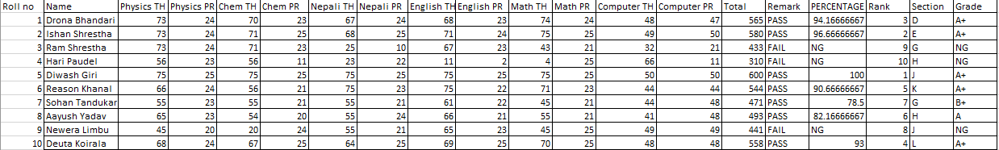 Roll no Name Physics TH Physics PR Chem TH Chem PR Nepali TH Nepali PR English TH English PR Math TH Math PR Computer TH Computer PR Total Remark PERCENTAGE Rank Section Grade
1 Drona Bhandari 73 24 70 23 67 24 68 23 74 24 48 47 565 PASS 94.16666667 3 D A+
2 Ishan Shrestha 73 24 71 25 68 25 71 24 75 25 49 50 580 PASS 96.66666667 2 E A+
3 Ram Shrestha 73 24 71 23 25 10 67 23 43 21 32 21 433 FAIL NG 9 G NG
4 Hari Paudel 56 23 56 11 23 22 11 2 4 25 66 11 310 FAIL NG 10 H NG
5 Diwash Giri 75 25 75 25 75 25 75 25 75 25 50 50 600 PASS 100 1 J A+
6 Reason Khanal 66 24 56 21 75 23 75 22 71 23 44 44 544 PASS 90.66666667 5 K A+
7 Sohan Tandukar 55 23 55 21 55 21 61 22 45 21 44 48 471 PASS 78.5 7 G B+
8 Aayush Yadav 65 23 54 20 55 24 66 21 55 21 41 48 493 PASS 82.16666667 6 H A
9 Newera Limbu 45 20 20 24 55 21 65 23 45 25 49 49 441 FAIL NG 8 J NG
10 Deuta Koirala 68 24 67 25 64 25 69 25 70 25 48 48 558 PASS 93 4 L A+